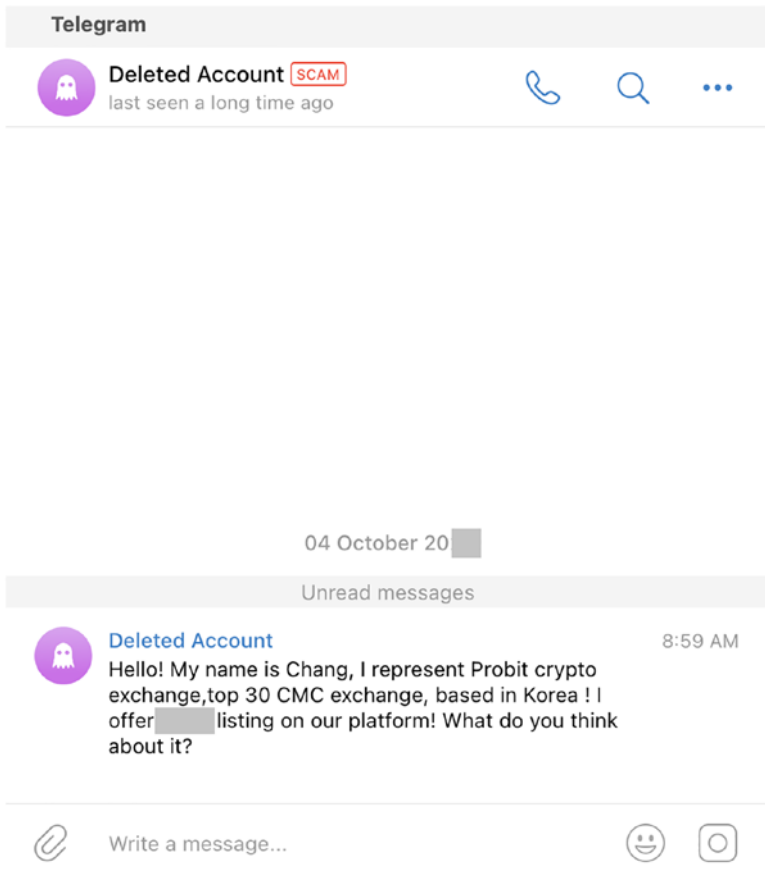 Telegram
Deleted Account SCAM
last seen a long time ago
04 October 20
Unread messages
Deleted Account 8:59 AM
Hello! My name is Chang, I represent Probit crypto
exchange,top 30 CMC exchange, based in Korea ! I
offer listing on our platform! What do you think
about it?
Write a message...